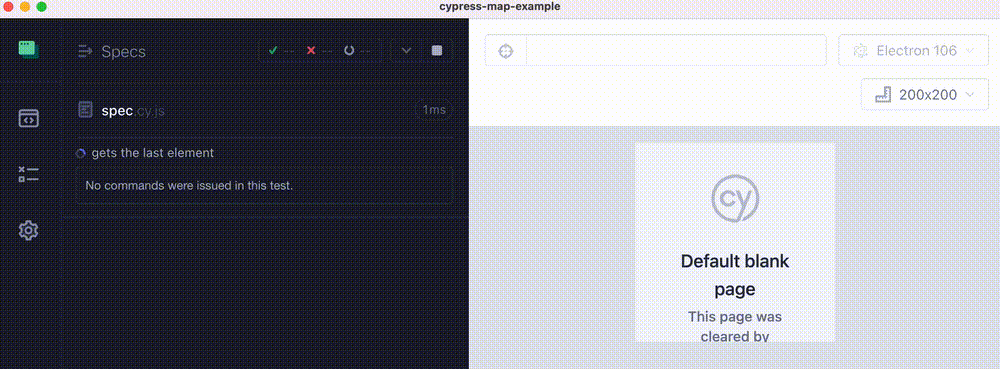 cypress-map-example
Specs
-- -- --
spec.cy.js 1ms
gets the last element
No commands were issued in this test.
Electron 106
200x200
cy
Default blank
page
This page was
cleared by